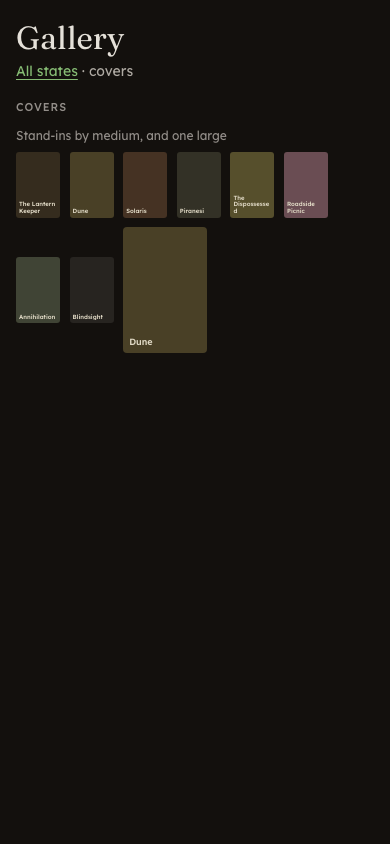 Gallery
All states · covers
COVERS
Stand-ins by medium, and one large
The Lantern
Keeper
Dune
Solaris
Piranesi
The
Dispossesse
d
Roadside
Picnic
Annihilation
Blindsight
Dune